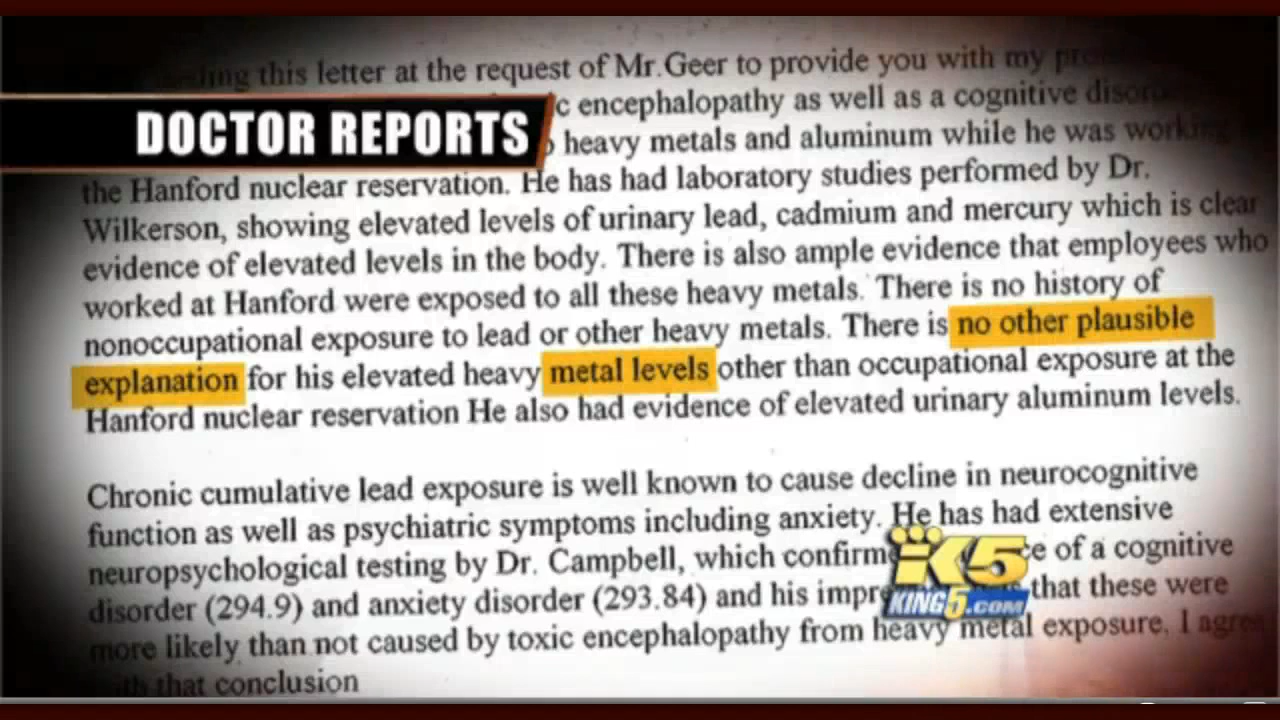 ding this letter at the request of Mr. Geer to provide you with my
DOCTOR REPORTS
c encephalopathy as well as a cognitive
heavy metals and aluminum while he was working
the Hanford nuclear reservation. He has had laboratory studies performed by Dr.
Wilkerson, showing elevated levels of urinary lead, cadmium and mercury which is clear
evidence of elevated levels in the body. There is also ample evidence that employees who
worked at Hanford were exposed to all these heavy metals. There is no history of
nonoccupational exposure to lead or other heavy metals. There is no other plausible
explanation for his elevated heavy metal levels other than occupational exposure at the
Hanford nuclear reservation He also had evidence of elevated urinary aluminum levels.
Chronic cumulative lead exposure is well known to cause decline in neurocognitive
function as well as psychiatric symptoms including anxiety. He has had extensive
neuropsychological testing by Dr. Campbell, which confirm ce of a cognitive
disorder (294.9) and anxiety disorder (293.84) and his impre that these were
more likely than not caused by toxic encephalopathy from heavy metal exposure. I agree
with that conclusion
K5
KING5.COM